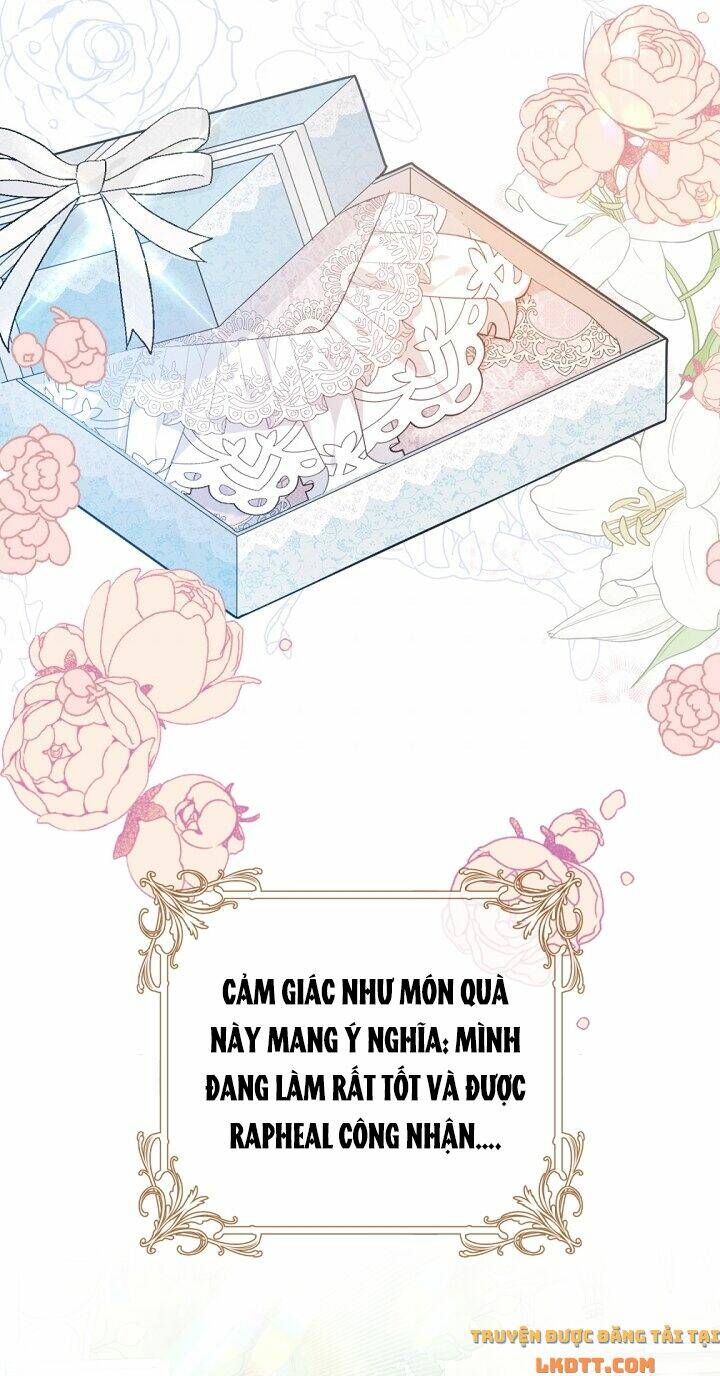 CẢM GIÁC NHƯ MÓN QUÀ
NÀY MANG Ý NGHĨA: MÌNH
ĐANG LÀM RẤT TỐT VÀ ĐƯỢC
RAPHEAL CÔNG NHẬN....
TRUYỆN ĐƯỢC ĐĂNG TẢI TẠI
LKDTT.COM